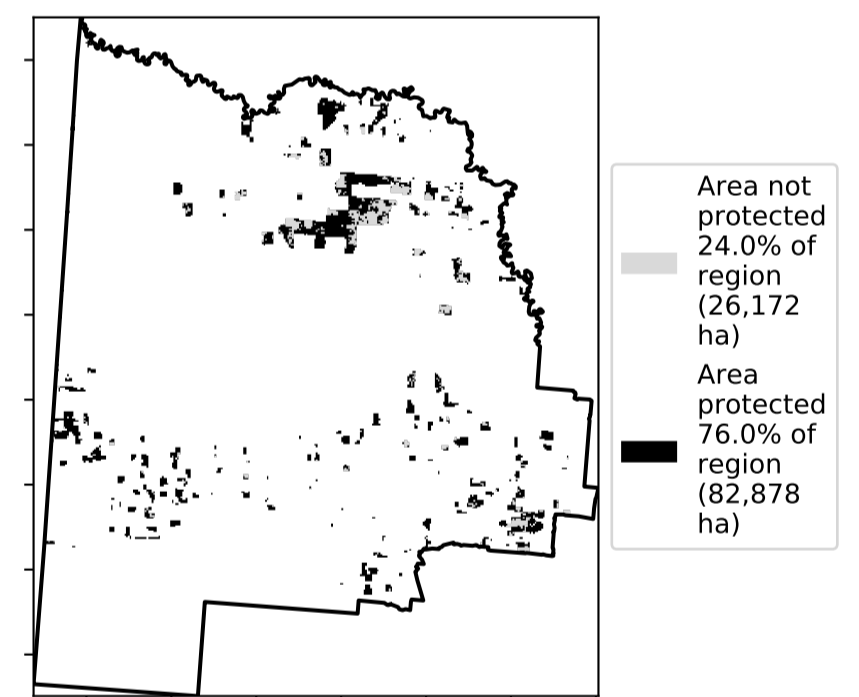 Area not
protected
24.0% of
region
(26,172
ha)
Area
protected
76.0% of
region
(82,878
ha)